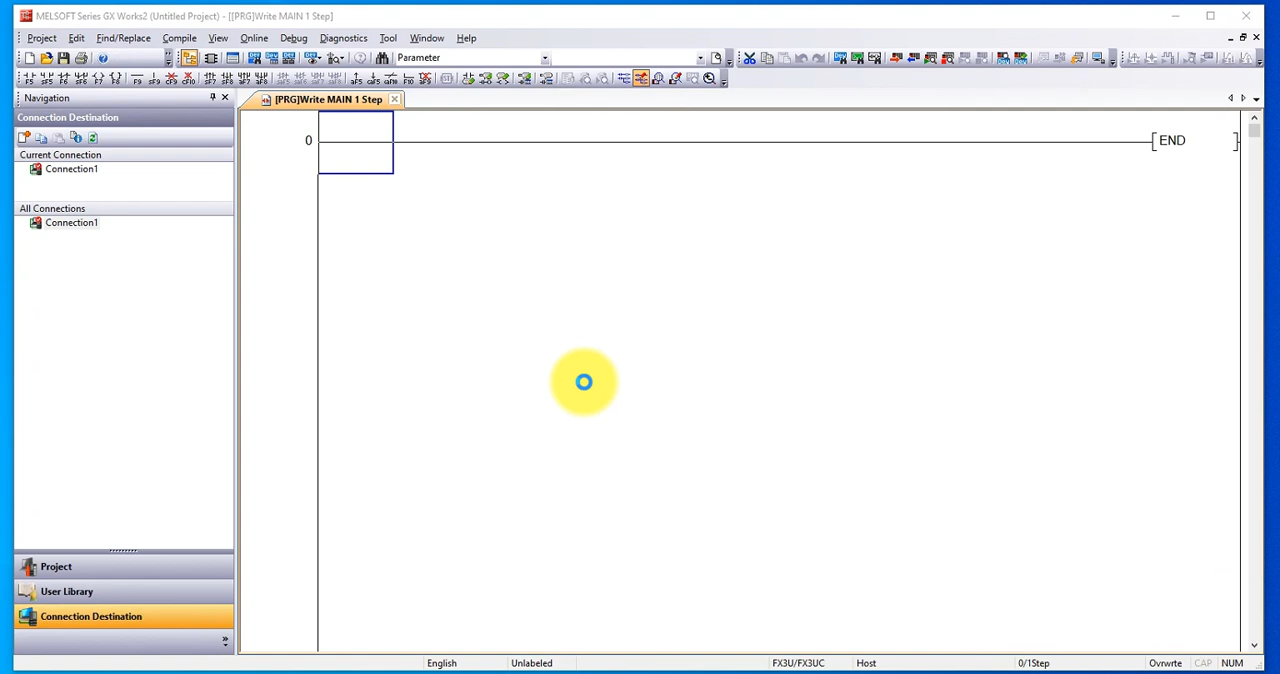 MELSOFT Series GX Works2 (Untitled Project) - [[PRG]Write MAIN 1 Step]
Project Edit Find/Replace Compile View Online Debug Diagnostics Tool Window Help
Parameter
Navigation
[PRG]Write MAIN 1 Step
Connection Destination
Current Connection
Connection1
All Connections
Connection1
0
END
Project
User Library
Connection Destination
English Unlabeled FX3U/FX3UC Host 0/1Step Ovrwrte CAP NUM